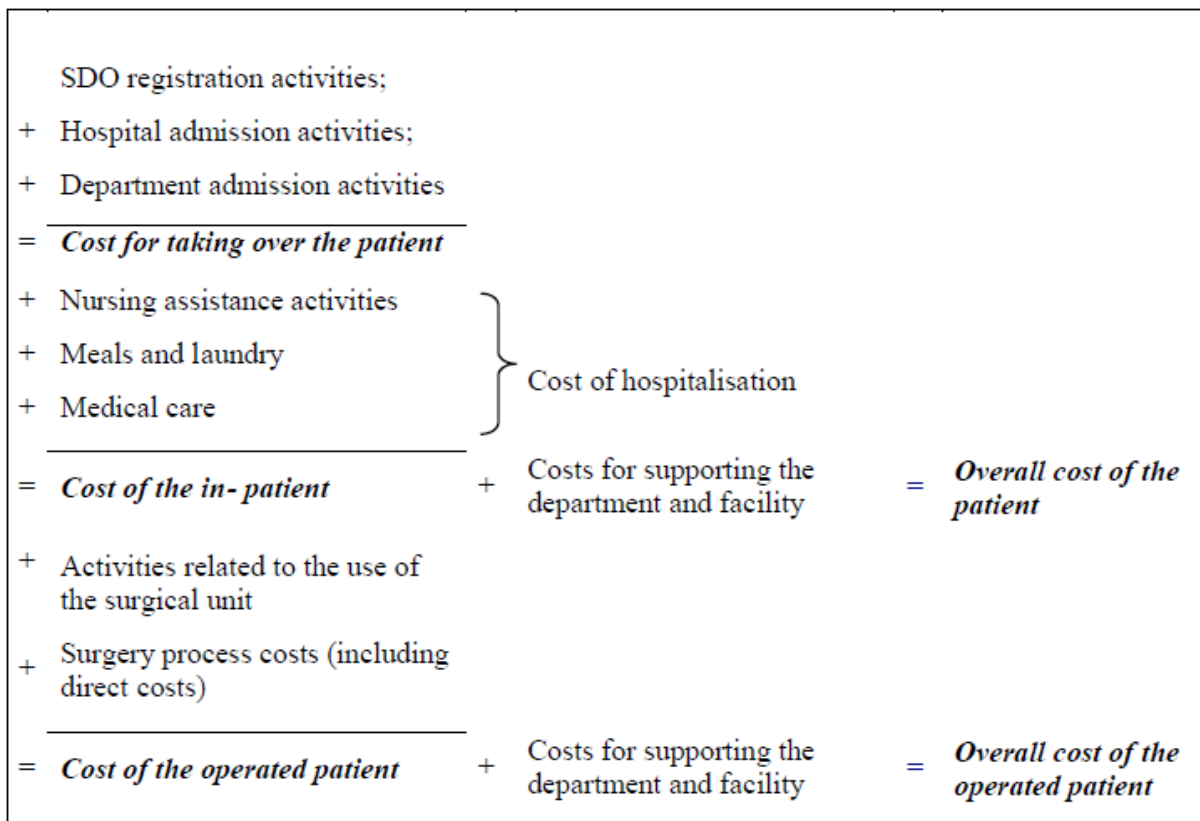 SDO registration activities;
+ Hospital admission activities;
+ Department admission activities
= Cost for taking over the patient
+ Nursing assistance activities
+ Meals and laundry
Cost of hospitalisation
+ Medical care
= Cost of the in- patient + Costs for supporting the department and facility = Overall cost of the patient
+ Activities related to the use of
the surgical unit
+ Surgery process costs (including
direct costs)
= Cost of the operated patient + Costs for supporting the department and facility = Overall cost of the operated patient